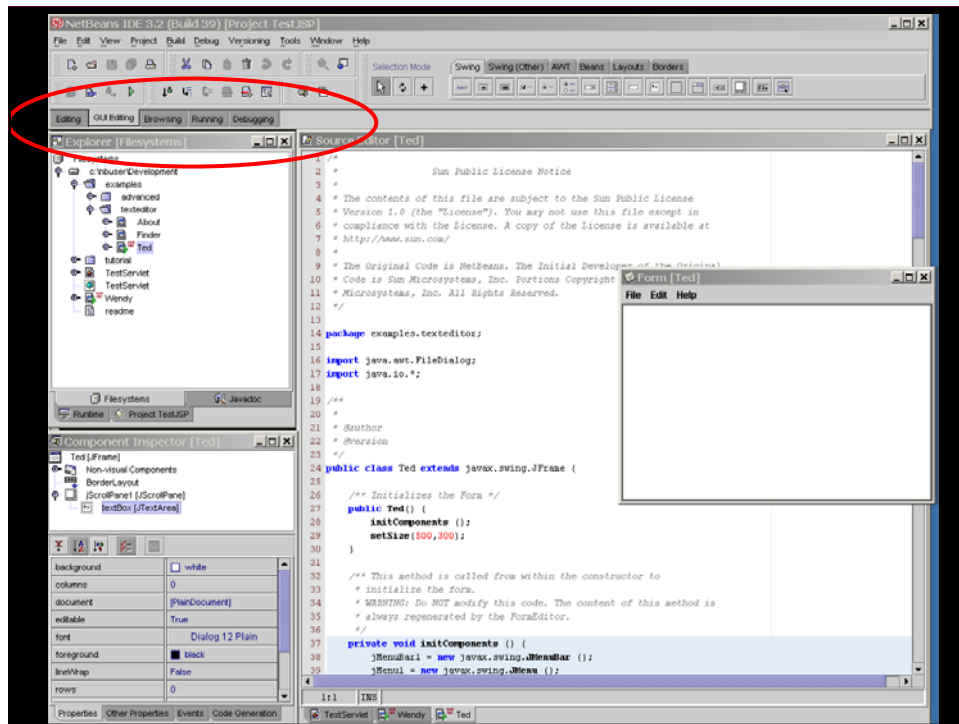 NetBeans IDE 3.2 (Build 39) [Project TestJSP]
File Edit View Project Build Debug Versioning Tools Window Help
Selection Mode
Swing Swing (Other) AWT Beans Layouts Borders
Editing GUI Editing Browsing Running Debugging
Explorer [Filesystems]
Filesystems
c:\nbuser\Development
examples
advanced
texteditor
About
Finder
Ted
tutorial
TestServlet
TestServlet
Wendy
readme
Filesystems Javadoc
Runtime Project TestJSP
Component Inspector [Ted]
Ted [JFrame]
Non-visual Components
BorderLayout
jScrollPane1 [JScrollPane]
textBox [JTextArea]
background white
columns 0
document [PlainDocument]
editable True
font Dialog 12 Plain
foreground black
lineWrap False
rows 0
Properties Other Properties Events Code Generation
Source Editor [Ted]
1 /*
2 * Sun Public License Notice
3 *
4 * The contents of this file are subject to the Sun Public License
5 * Version 1.0 (the "License"). You may not use this file except in
6 * compliance with the License. A copy of the License is available at
7 * http://www.sun.com/
8 *
9 * The Original Code is NetBeans. The Initial Developer of the Original
10 * Code is Sun Microsystems, Inc. Portions Copyright
11 * Microsystems, Inc. All Rights Reserved.
12 */
13
14 package examples.texteditor;
15
16 import java.awt.FileDialog;
17 import java.io.*;
18
19 /**
20 *
21 * @author
22 * @version
23 */
24 public class Ted extends javax.swing.JFrame {
25
26 /** Initializes the Form */
27 public Ted() {
28 initComponents ();
29 setSize(500,300);
30 }
31
32 /** This method is called from within the constructor to
33 * initialize the form.
34 * WARNING: Do NOT modify this code. The content of this method is
35 * always regenerated by the FormEditor.
36 */
37 private void initComponents () {
38 jMenuBar1 = new javax.swing.JMenuBar ();
39 jMenu1 = new javax.swing.JMenu ();
1:1 INS
TestServlet Wendy Ted
Form [Ted]
File Edit Help